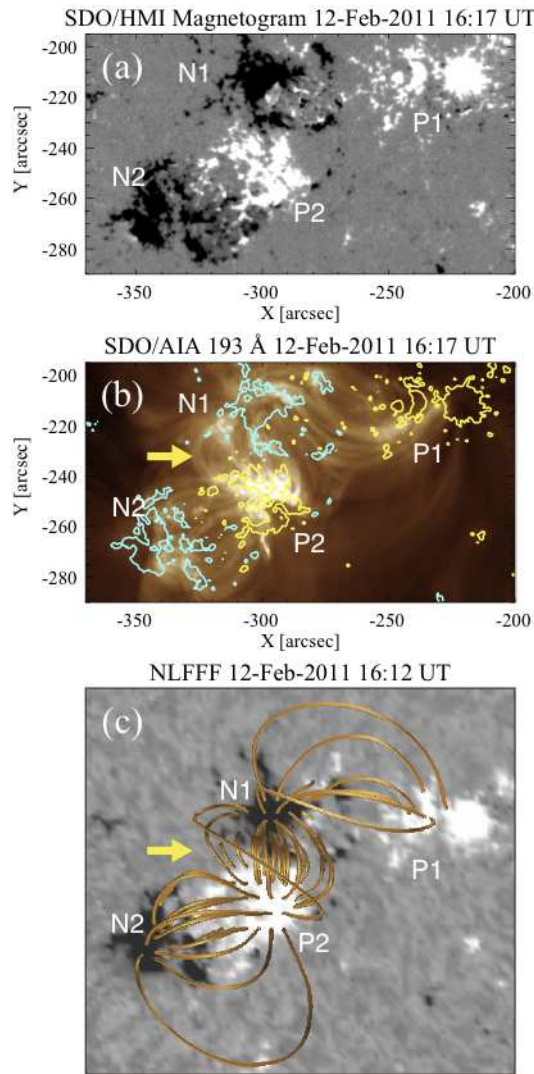 SDO/HMI Magnetogram 12-Feb-2011 16:17 UT
(a)
N1
P1
N2
P2
Y [arcsec]
-200
-220
-240
-260
-280
-350
-300
-250
-200
X [arcsec]
SDO/AIA 193 Å 12-Feb-2011 16:17 UT
(b)
N1
P1
N2
P2
Y [arcsec]
-200
-220
-240
-260
-280
-350
-300
-250
-200
X [arcsec]
NLFFF 12-Feb-2011 16:12 UT
(c)
N1
P1
N2
P2